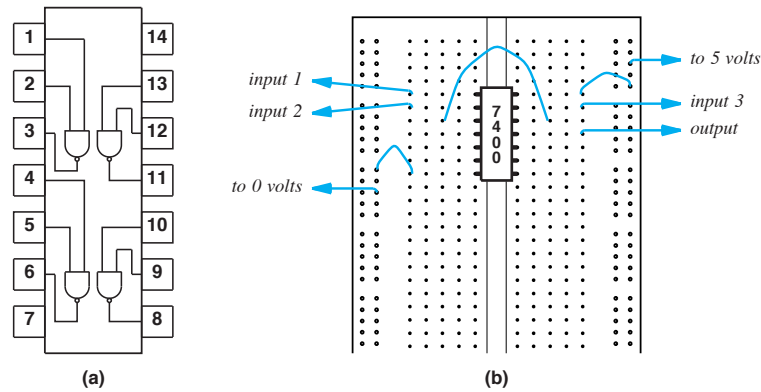 1 14
2 13
3 12
4 11
5 10
6 9
7 8
(a)
input 1
input 2
to 0 volts
7
4
0
0
to 5 volts
input 3
output
(b)